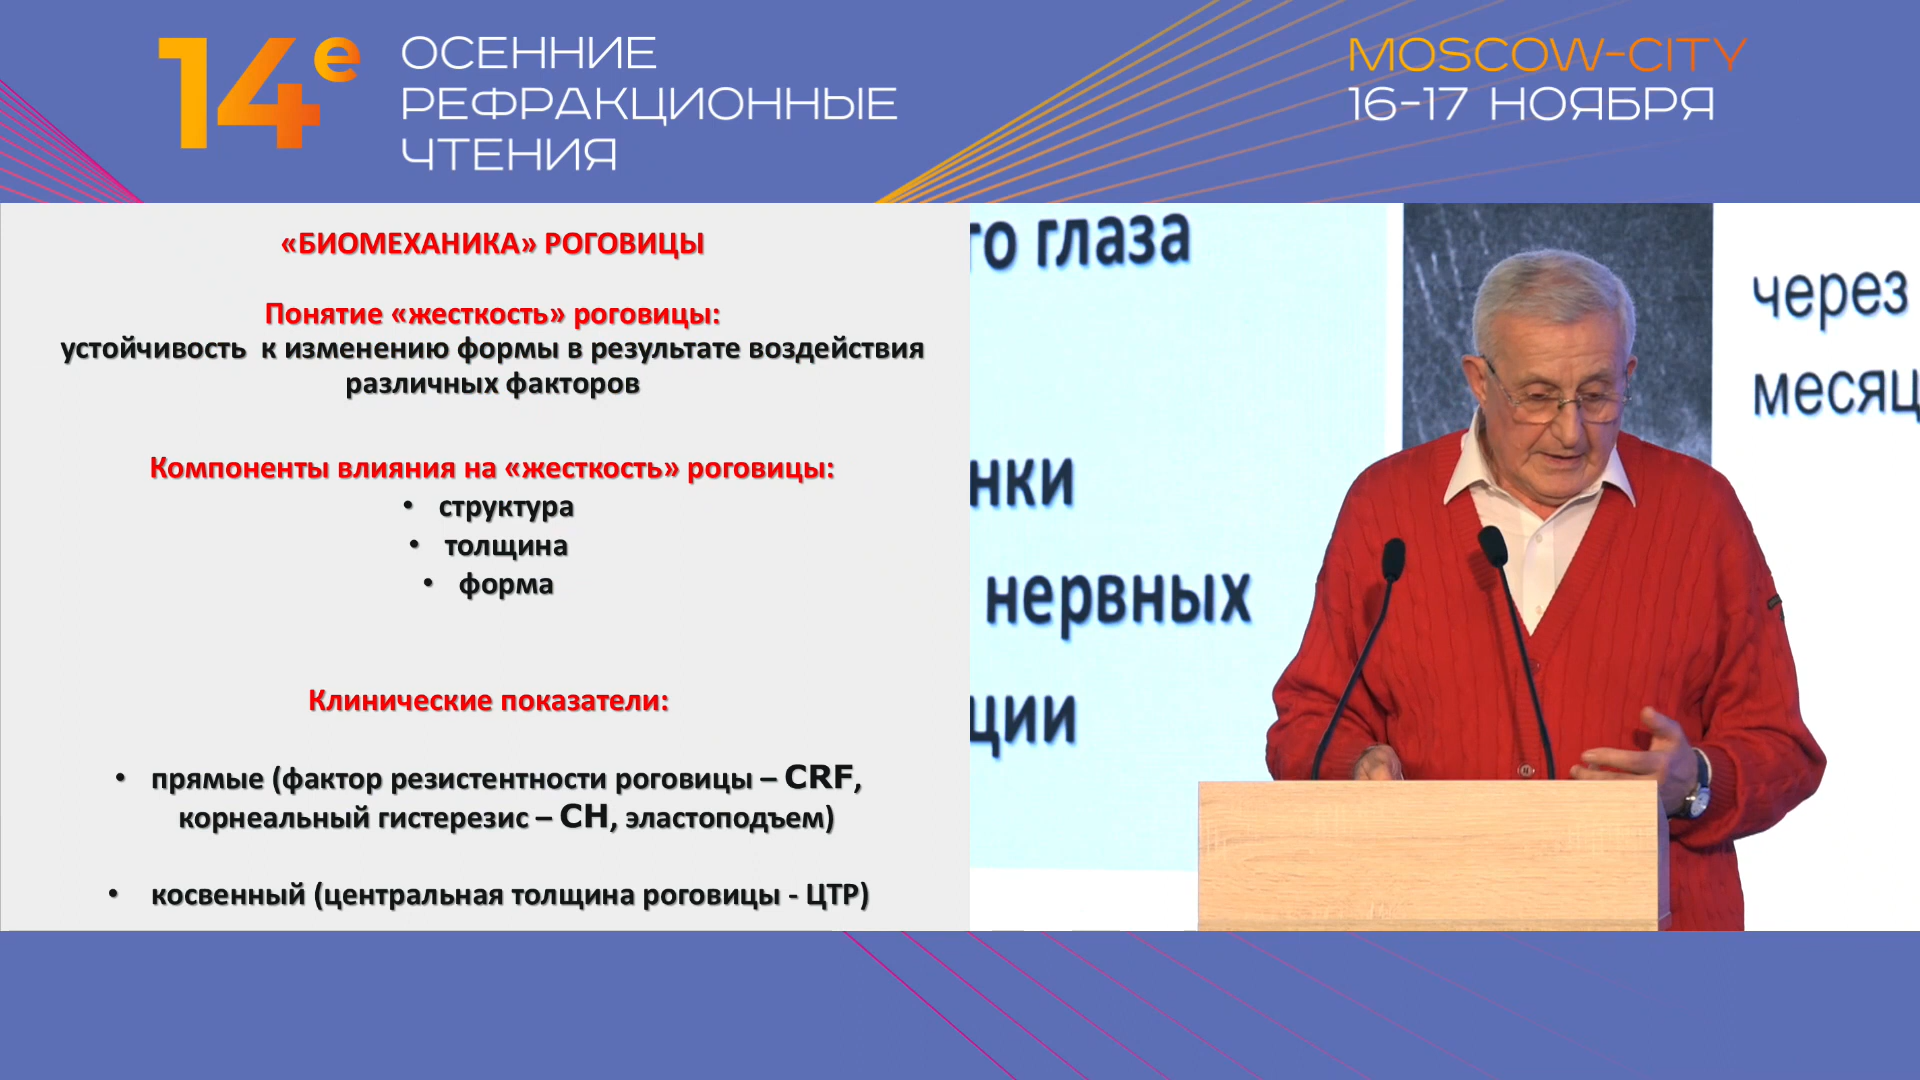 14е
ОСЕННИЕ
РЕФРАКЦИОННЫЕ
ЧТЕНИЯ
MOSCOW-CITY
16-17 НОЯБРЯ
«БИОМЕХАНИКА» РОГОВИЦЫ
Понятие «жесткость» роговицы:
устойчивость к изменению формы в результате воздействия
различных факторов
Компоненты влияния на «жесткость» роговицы:
• структура
• толщина
• форма
Клинические показатели:
• прямые (фактор резистентности роговицы – CRF,
корнеальный гистерезис – CH, эластоподъем)
• косвенный (центральная толщина роговицы - ЦТР)
го глаза
нки
нервных
ции
через
месяц